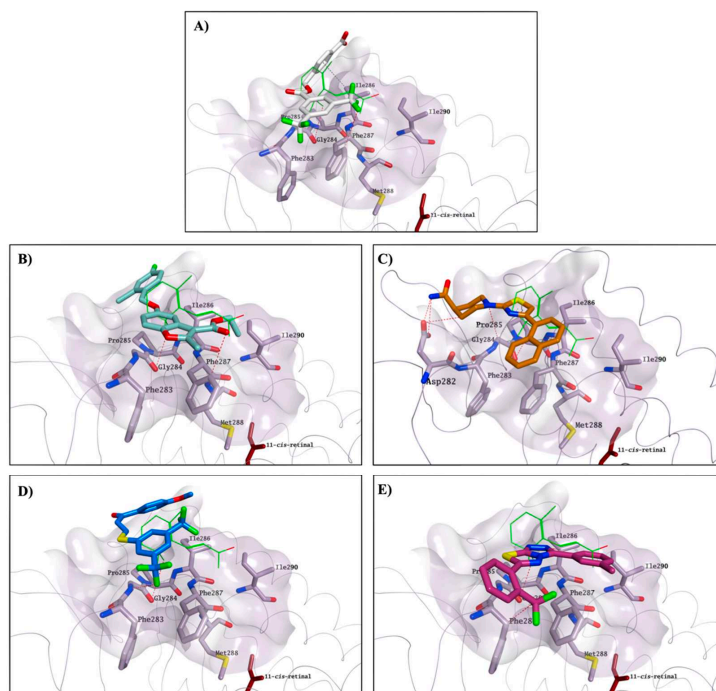 A)
Ile286
Ile290
Pro285
Gly284
Phe287
Phe283
Met288
11-cis-retinal
B)
Ile286
Ile290
Pro285
Gly284
Phe287
Phe283
Met288
11-cis-retinal
C)
Ile286
Pro285
Ile290
Gly284
Phe287
Phe283
Asp282
Met288
11-cis-retinal
D)
Ile286
Pro285
Ile290
Gly284
Phe287
Phe283
Met288
11-cis-retinal
E)
Ile286
Ile290
Met288
11-cis-retinal